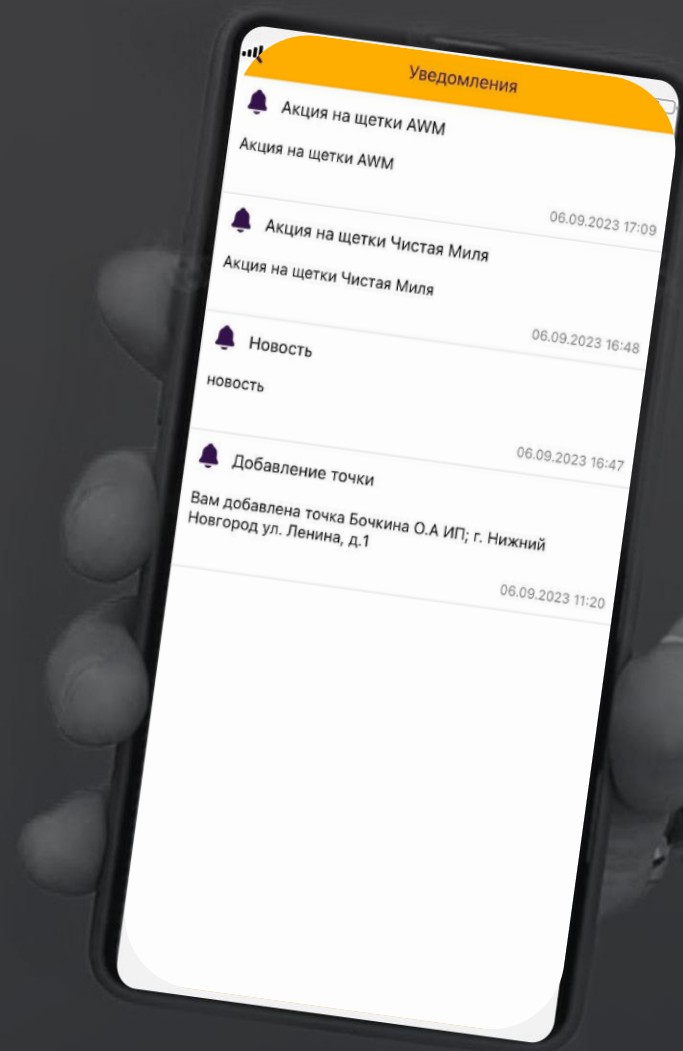 Уведомления
Акция на щетки AWM
Акция на щетки AWM
06.09.2023 17:09
Акция на щетки Чистая Миля
Акция на щетки Чистая Миля
06.09.2023 16:48
Новость
новость
06.09.2023 16:47
Добавление точки
Вам добавлена точка Бочкина О.А ИП; г. Нижний
Новгород ул. Ленина, д.1
06.09.2023 11:20